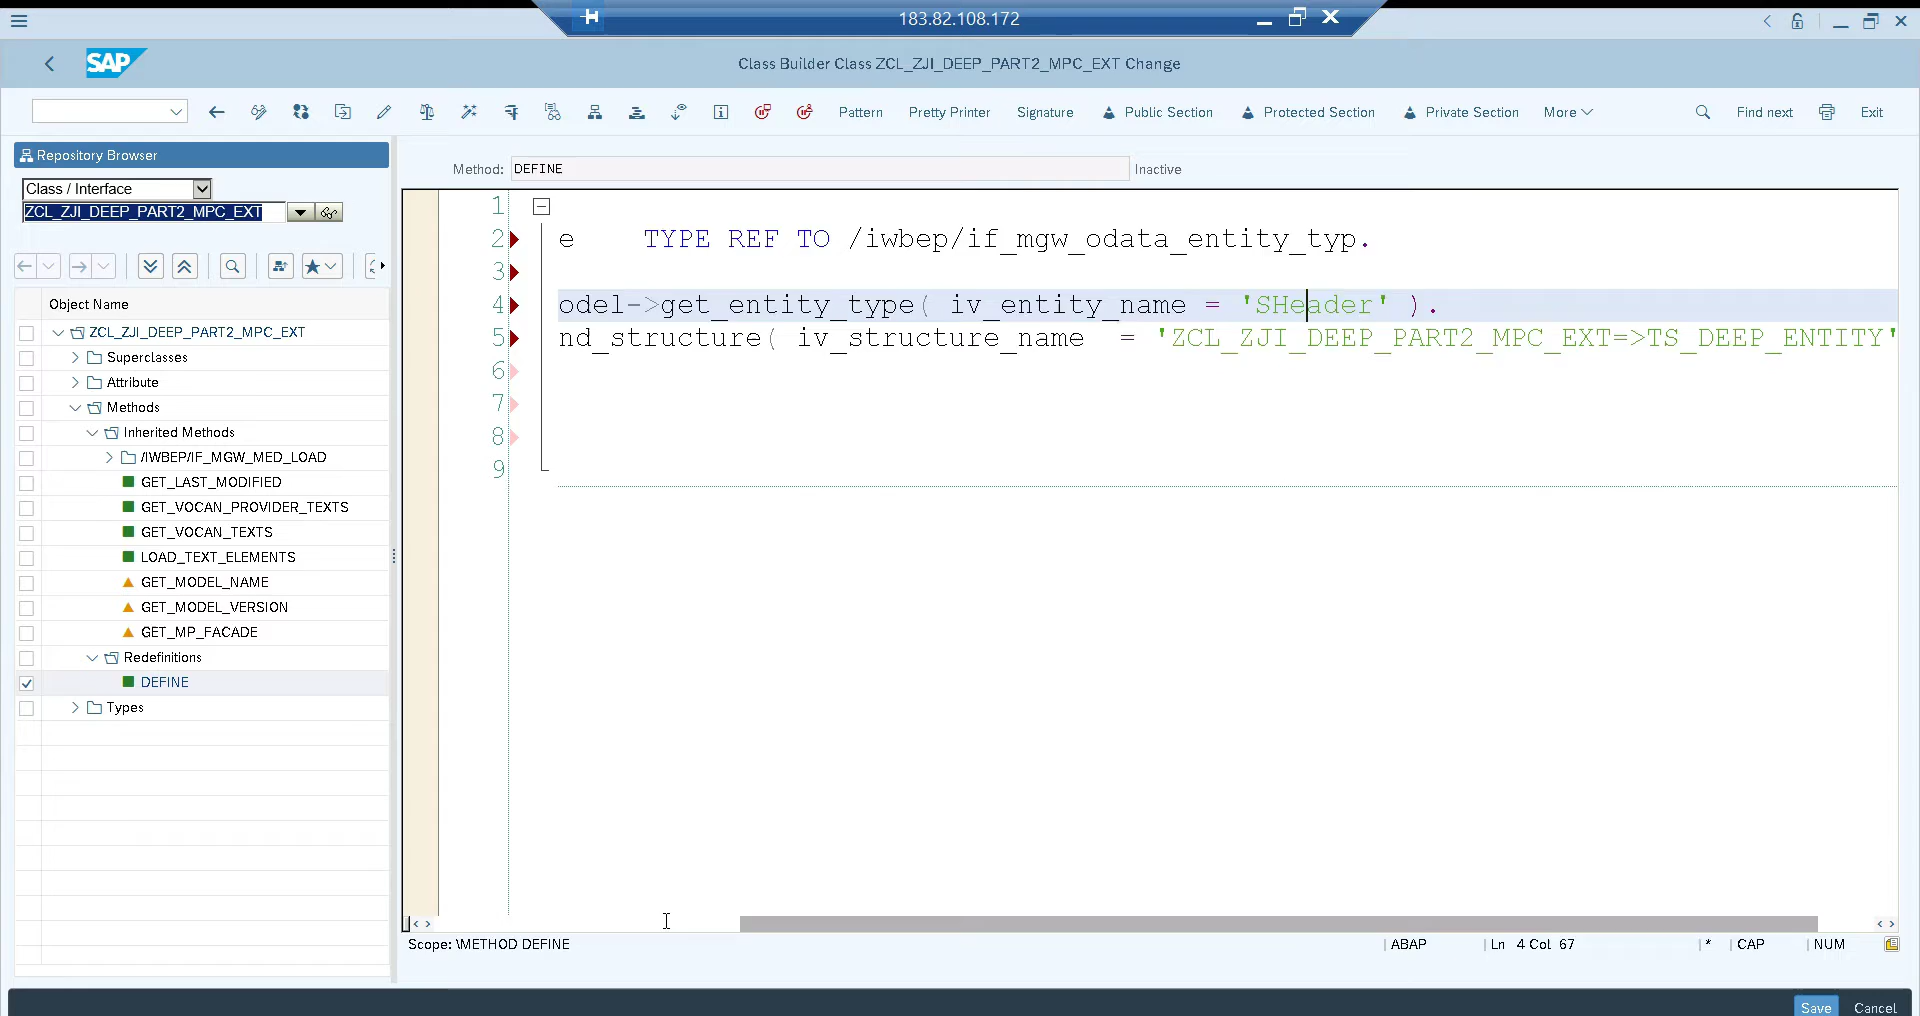 183.82.108.172
SAP
Class Builder Class ZCL_ZJI_DEEP_PART2_MPC_EXT Change
Pattern
Pretty Printer
Signature
Public Section
Protected Section
Private Section
More
Find next
Exit
Repository Browser
Class / Interface
ZCL_ZJI_DEEP_PART2_MPC_EXT
Object Name
ZCL_ZJI_DEEP_PART2_MPC_EXT
Superclasses
Attribute
Methods
Inherited Methods
/IWBEP/IF_MGW_MED_LOAD
GET_LAST_MODIFIED
GET_VOCAN_PROVIDER_TEXTS
GET_VOCAN_TEXTS
LOAD_TEXT_ELEMENTS
GET_MODEL_NAME
GET_MODEL_VERSION
GET_MP_FACADE
Redefinitions
DEFINE
Types
Method: DEFINE Inactive
1
2 e TYPE REF TO /iwbep/if_mgw_odata_entity_typ.
3
4 odel->get_entity_type( iv_entity_name = 'SHeader' ).
5 nd_structure( iv_structure_name = 'ZCL_ZJI_DEEP_PART2_MPC_EXT=>TS_DEEP_ENTITY'
6
7
8
9
Scope: \METHOD DEFINE
ABAP
Ln 4 Col 67
*
CAP
NUM
Save
Cancel